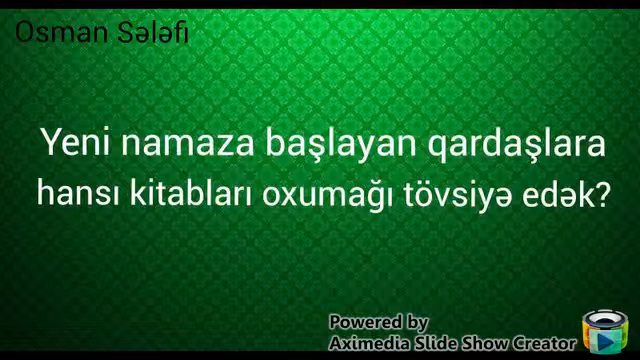 Osman Sələfi
Yeni namaza başlayan qardaşlara
hansı kitabları oxumağı tövsiyə edək?
Powered by
Aximedia Slide Show Creator